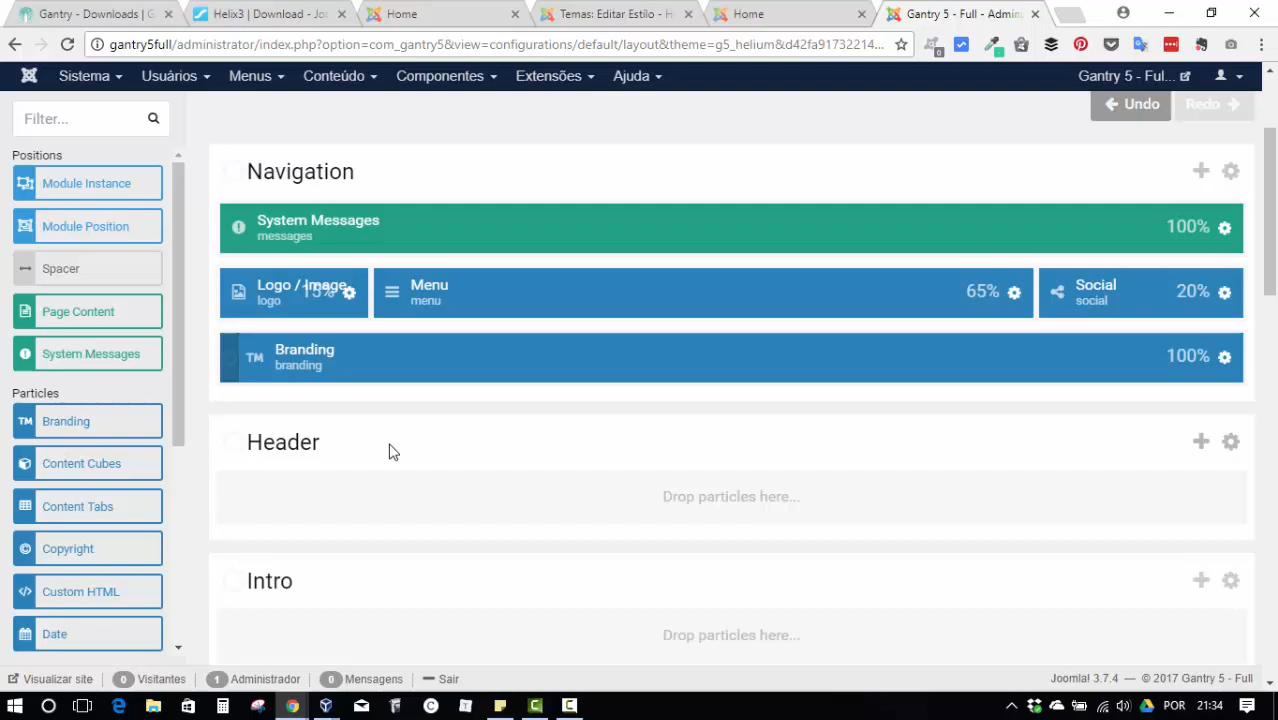 Gantry - Downloads | G
Helix3 | Download - Jo
Home
Temas: Editar Estilo - H
Home
Gantry 5 - Full - Admin
gantry5full/administrator/index.php?option=com_gantry5&view=configurations/default/layout&theme=g5_helium&d42fa91732214...
Sistema
Usuários
Menus
Conteúdo
Componentes
Extensões
Ajuda
Gantry 5 - Ful...
Filter...
Undo
Redo
Positions
Module Instance
Module Position
Spacer
Page Content
System Messages
Particles
Branding
Content Cubes
Content Tabs
Copyright
Custom HTML
Date
Navigation
System Messages
messages
100%
Logo / Image
logo
15%
Menu
menu
65%
Social
social
20%
TM
Branding
branding
100%
Header
Drop particles here...
Intro
Drop particles here...
Visualizar site
0 Visitantes
1 Administrador
0 Mensagens
Sair
Joomla! 3.7.4 — © 2017 Gantry 5 - Full
POR
21:34